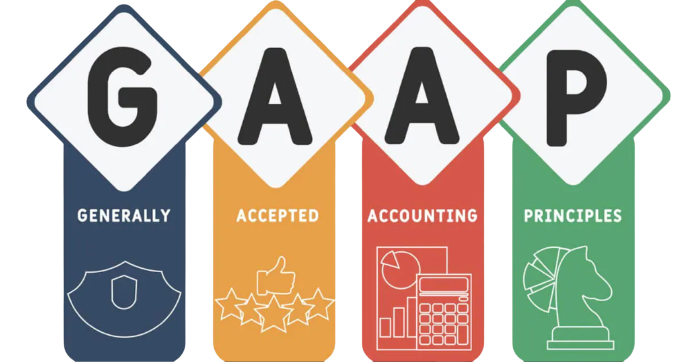 G A A P
GENERALLY ACCEPTED ACCOUNTING PRINCIPLES